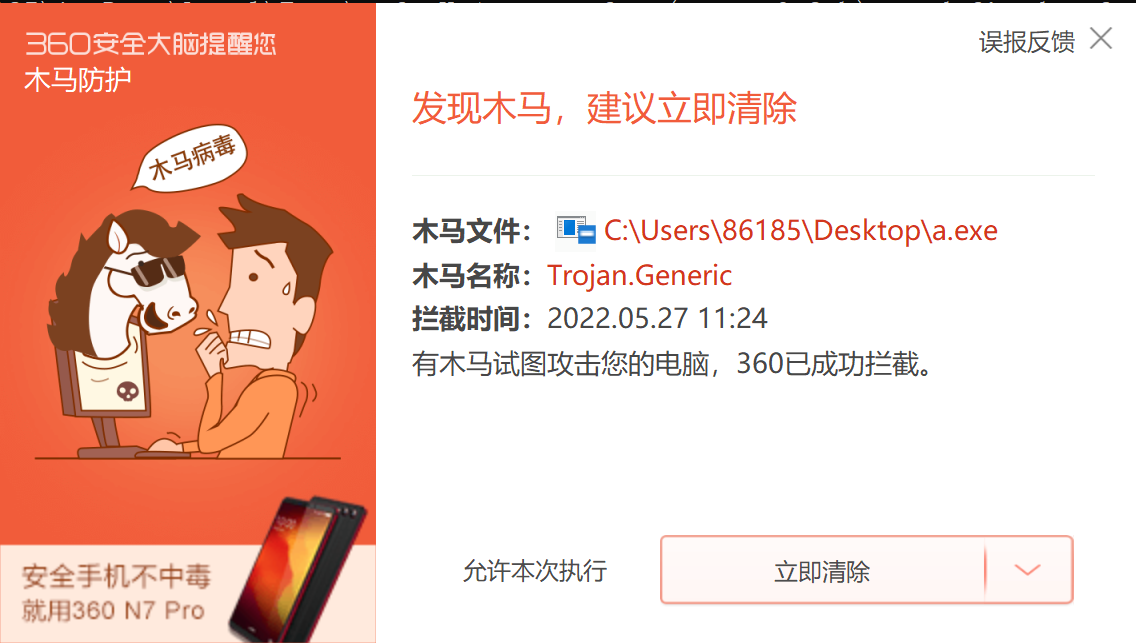 360安全大脑提醒您
木马防护
误报反馈
木马病毒
发现木马，建议立即清除
木马文件： C:\Users\86185\Desktop\a.exe
木马名称： Trojan.Generic
拦截时间： 2022.05.27 11:24
有木马试图攻击您的电脑，360已成功拦截。
安全手机不中毒
就用360 N7 Pro
允许本次执行
立即清除